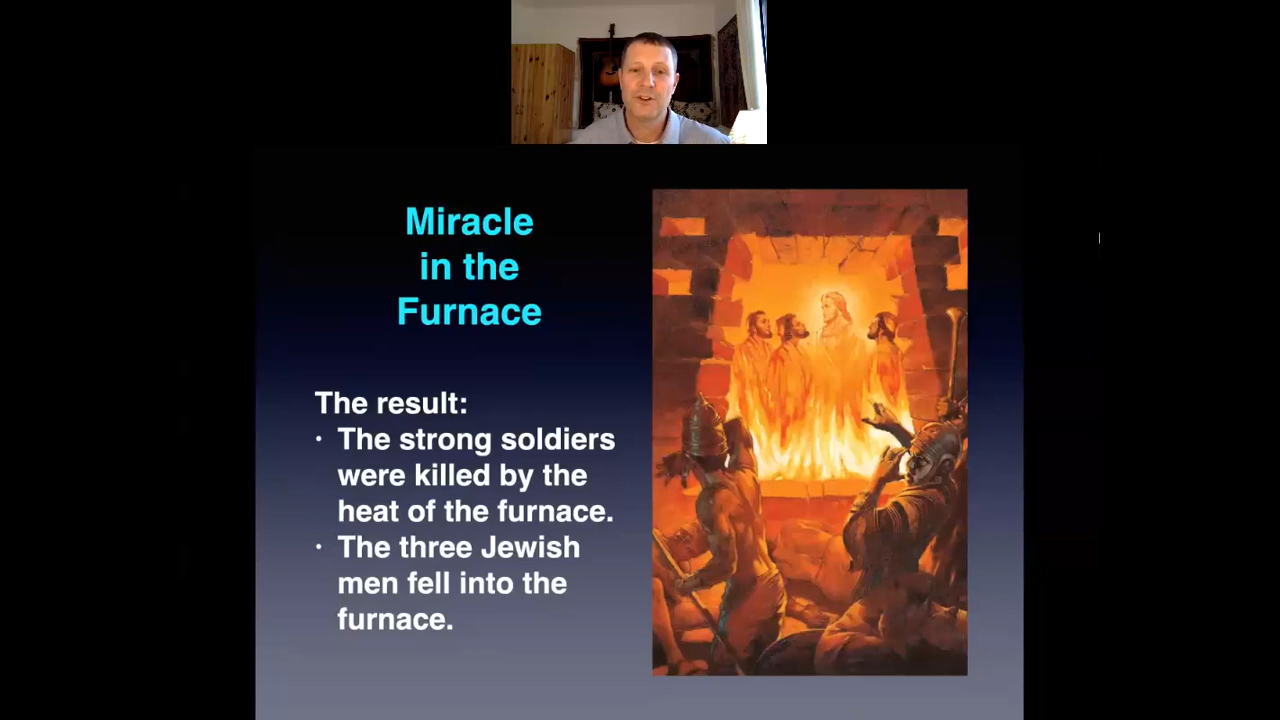 Miracle
in the
Furnace
The result:
· The strong soldiers
were killed by the
heat of the furnace.
· The three Jewish
men fell into the
furnace.